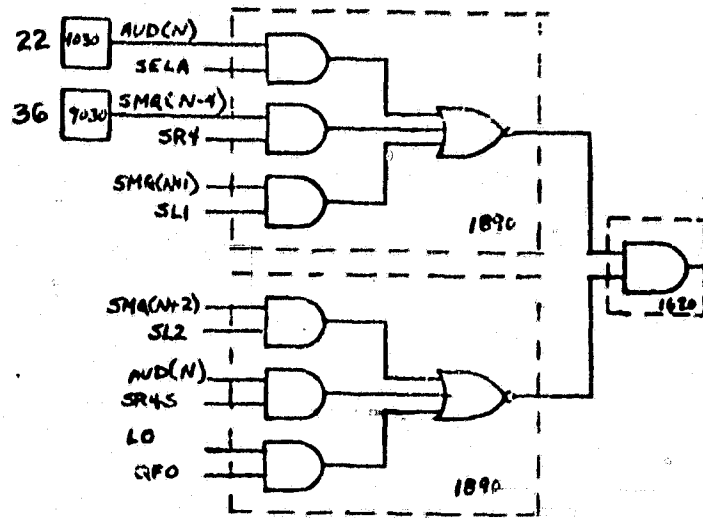 22
4030
AUD(N)
SELA
36
9030
SMQ(N-4)
SR4
SMQ(N+1)
SL1
1890
1620
SMQ(N+2)
SL2
AUD(N)
SR4S
LO
QFO
1890